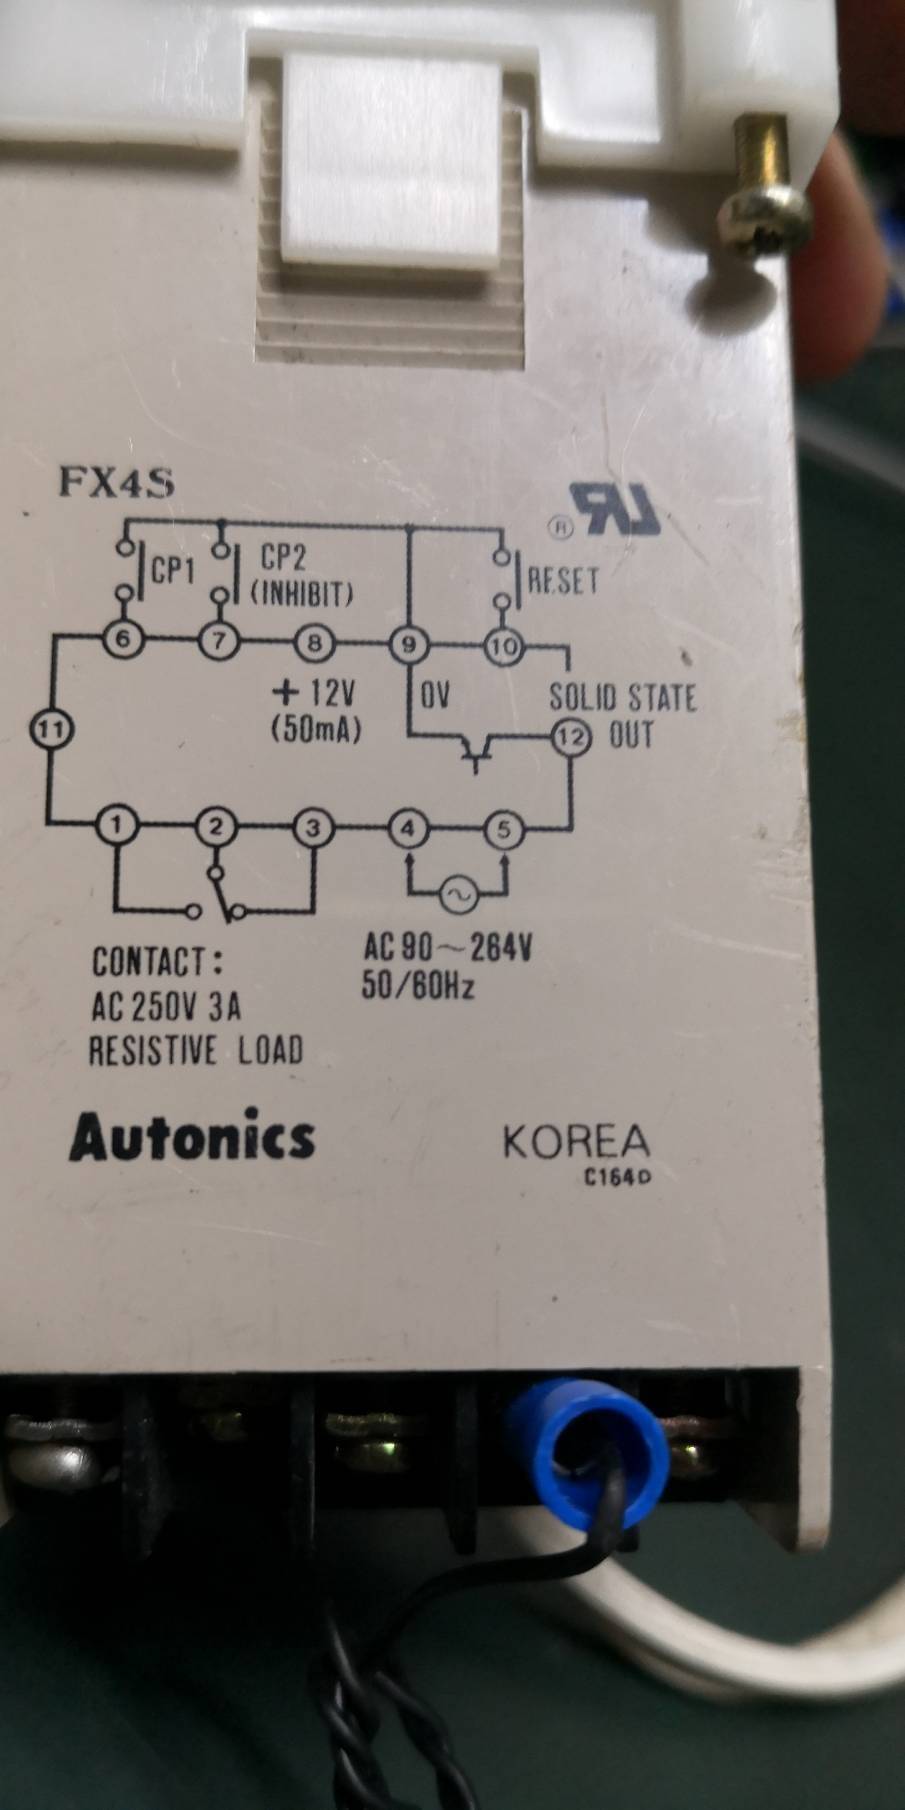 FX4S
CP1
CP2
(INHIBIT)
® UR
RESET
6 7 8 9 10
+12V
(50mA)
0V
SOLID STATE
OUT
11
12
1 2 3 4 5
CONTACT:
AC 250V 3A
RESISTIVE LOAD
AC 90~264V
50/60Hz
Autonics
KOREA
C164D